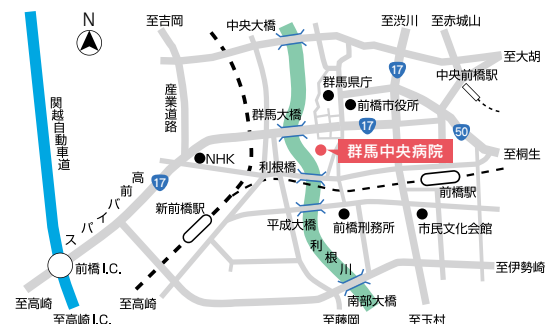 N
至吉岡
中央大橋
至渋川
至赤城山
至大胡
17
中央前橋駅
群馬県庁
前橋市役所
関越自動車道
産業道路
群馬大橋
17
50
群馬中央病院
至桐生
NHK
利根橋
17
高前バイパス
新前橋駅
前橋駅
平成大橋
前橋刑務所
市民文化会館
利根川
前橋I.C.
至伊勢崎
至高崎
至高崎
南部大橋
至高崎I.C.
至藤岡
至玉村